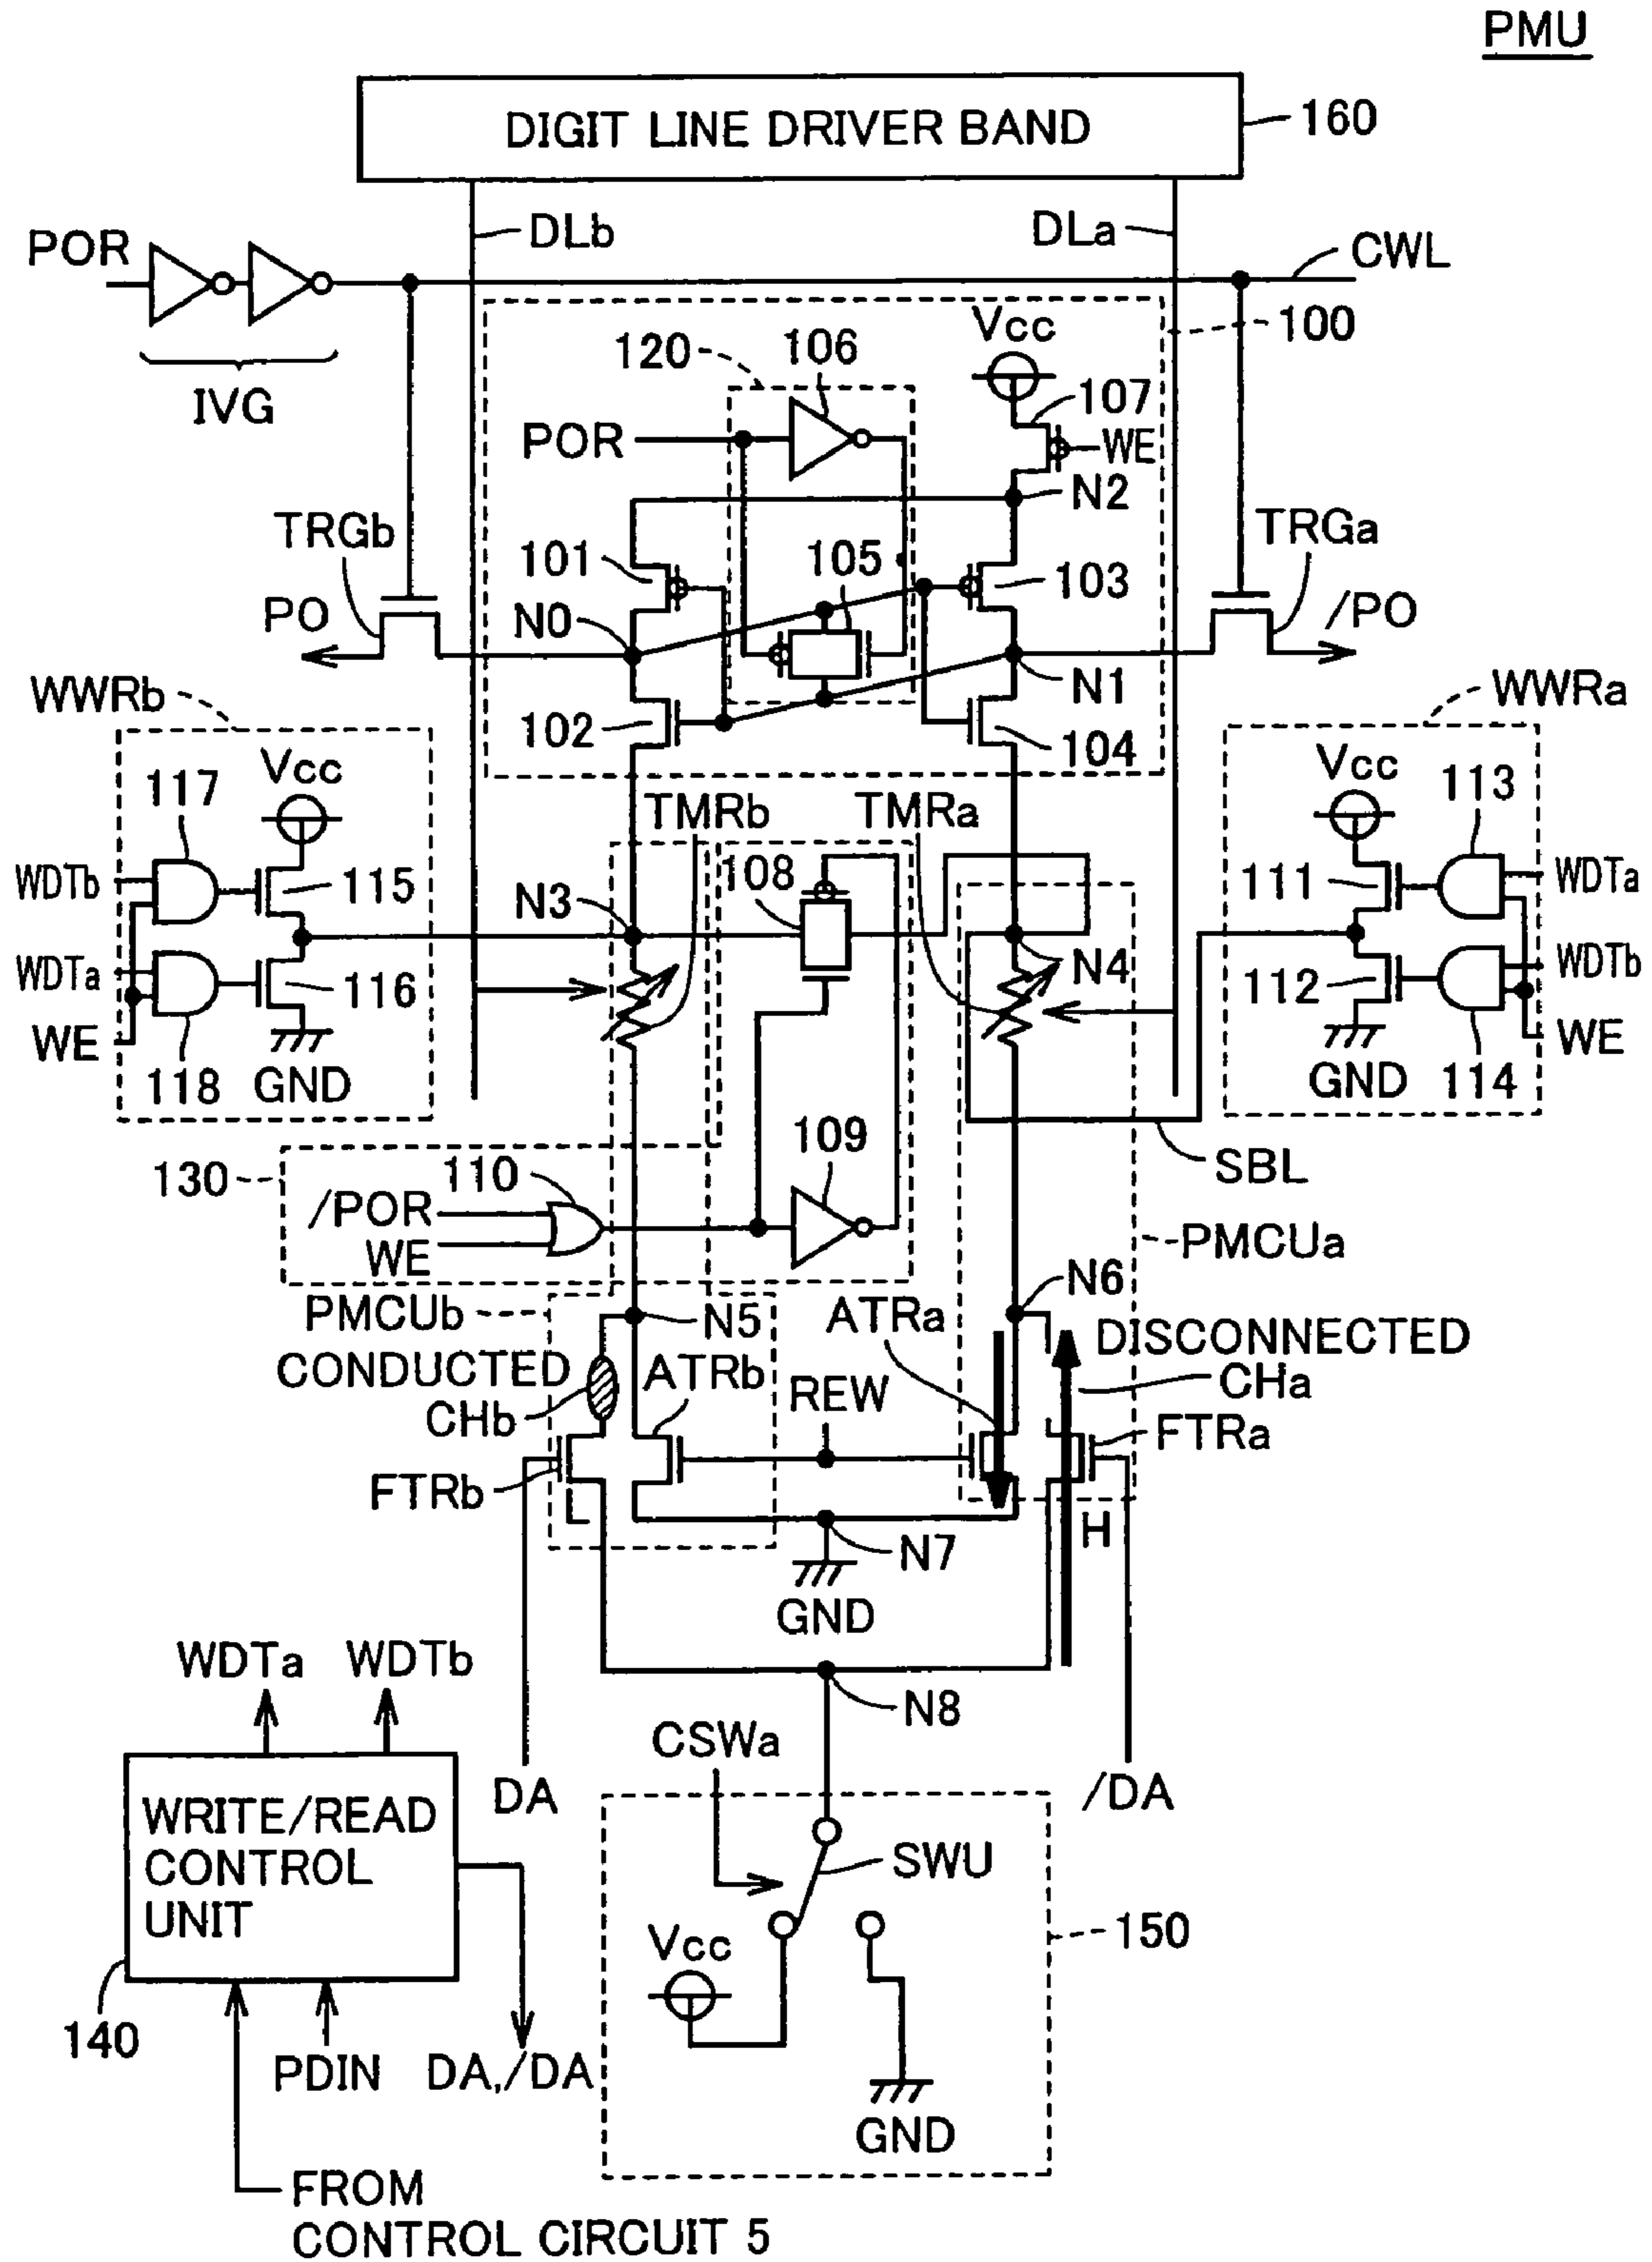 PMU
DIGIT LINE DRIVER BAND
160
DLb
DLa
POR
CWL
IVG
Vcc
100
120
106
107
POR
WE
N2
TRGb
TRGa
101
105
103
PO
N0
/PO
N1
WWRb
WWRa
102
104
117
Vcc
Vcc
113
TMRb
TMRa
WDTb
115
108
111
WDTa
N3
WDTa
116
N4
112
WDTb
WE
WE
118
GND
GND
114
109
130
110
SBL
/POR
WE
PMCUa
N6
PMCUb
N5
ATRa
DISCONNECTED
CONDUCTED
ATRb
CHa
CHb
REW
FTRa
FTRb
L
H
N7
GND
WDTa
WDTb
N8
CSWa
DA
/DA
WRITE/READ
CONTROL
UNIT
SWU
Vcc
150
140
PDIN
DA,/DA
GND
FROM
CONTROL CIRCUIT 5